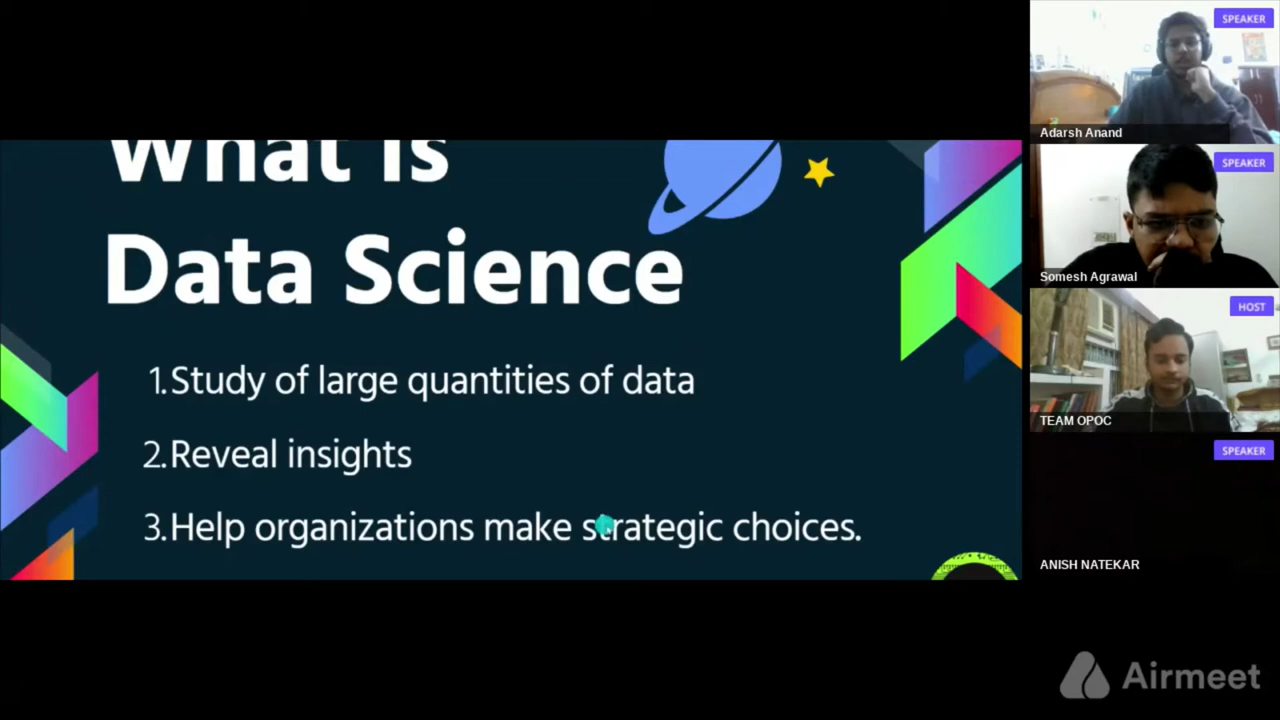 What is
Data Science
1. Study of large quantities of data
2. Reveal insights
3. Help organizations make strategic choices.
SPEAKER
Adarsh Anand
SPEAKER
Somesh Agrawal
HOST
TEAM OPOC
SPEAKER
ANISH NATEKAR
Airmeet